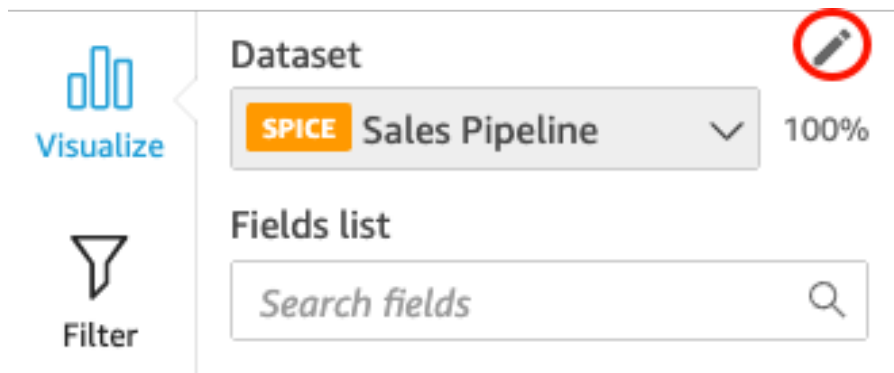 Dataset
SPICE Sales Pipeline
100%
Visualize
Fields list
Search fields
Filter